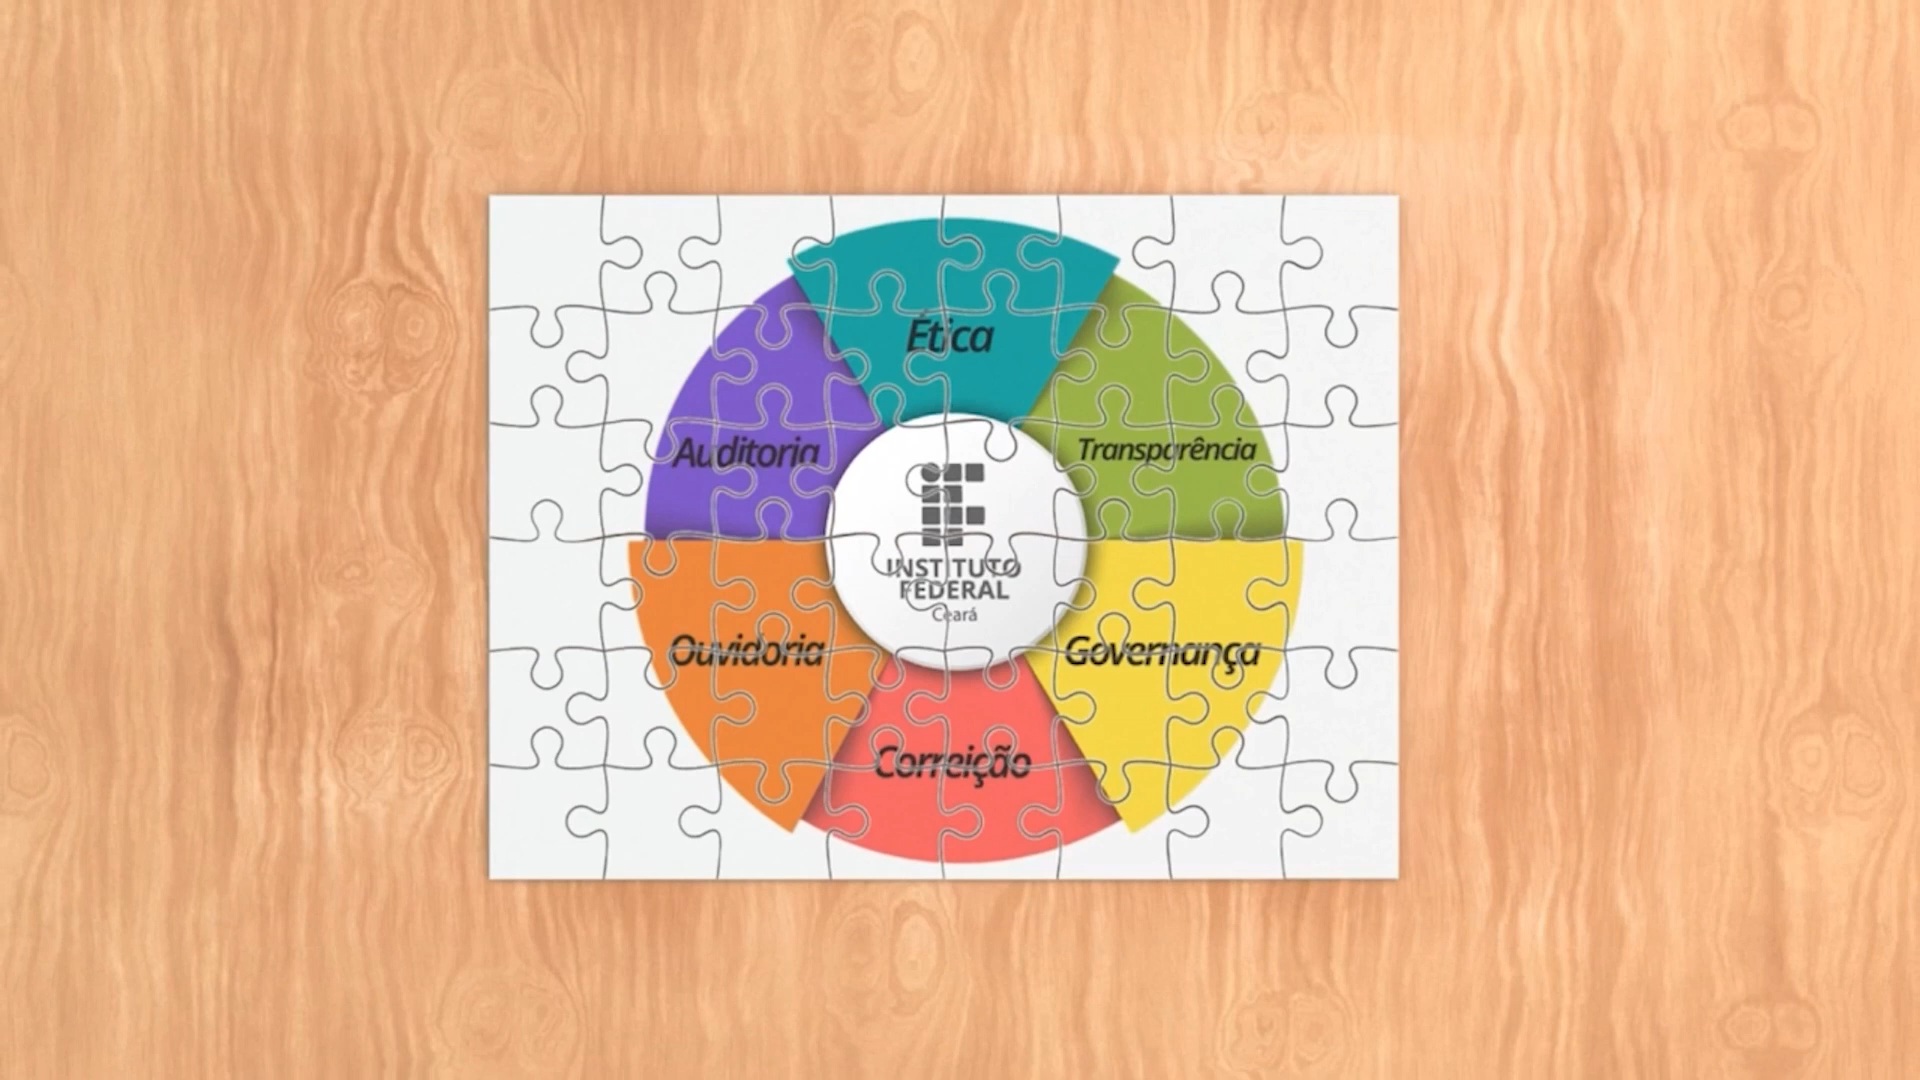 Ética
Auditoria
Transparência
INSTITUTO
FEDERAL
Ceará
Ouvidoria
Governança
Correição